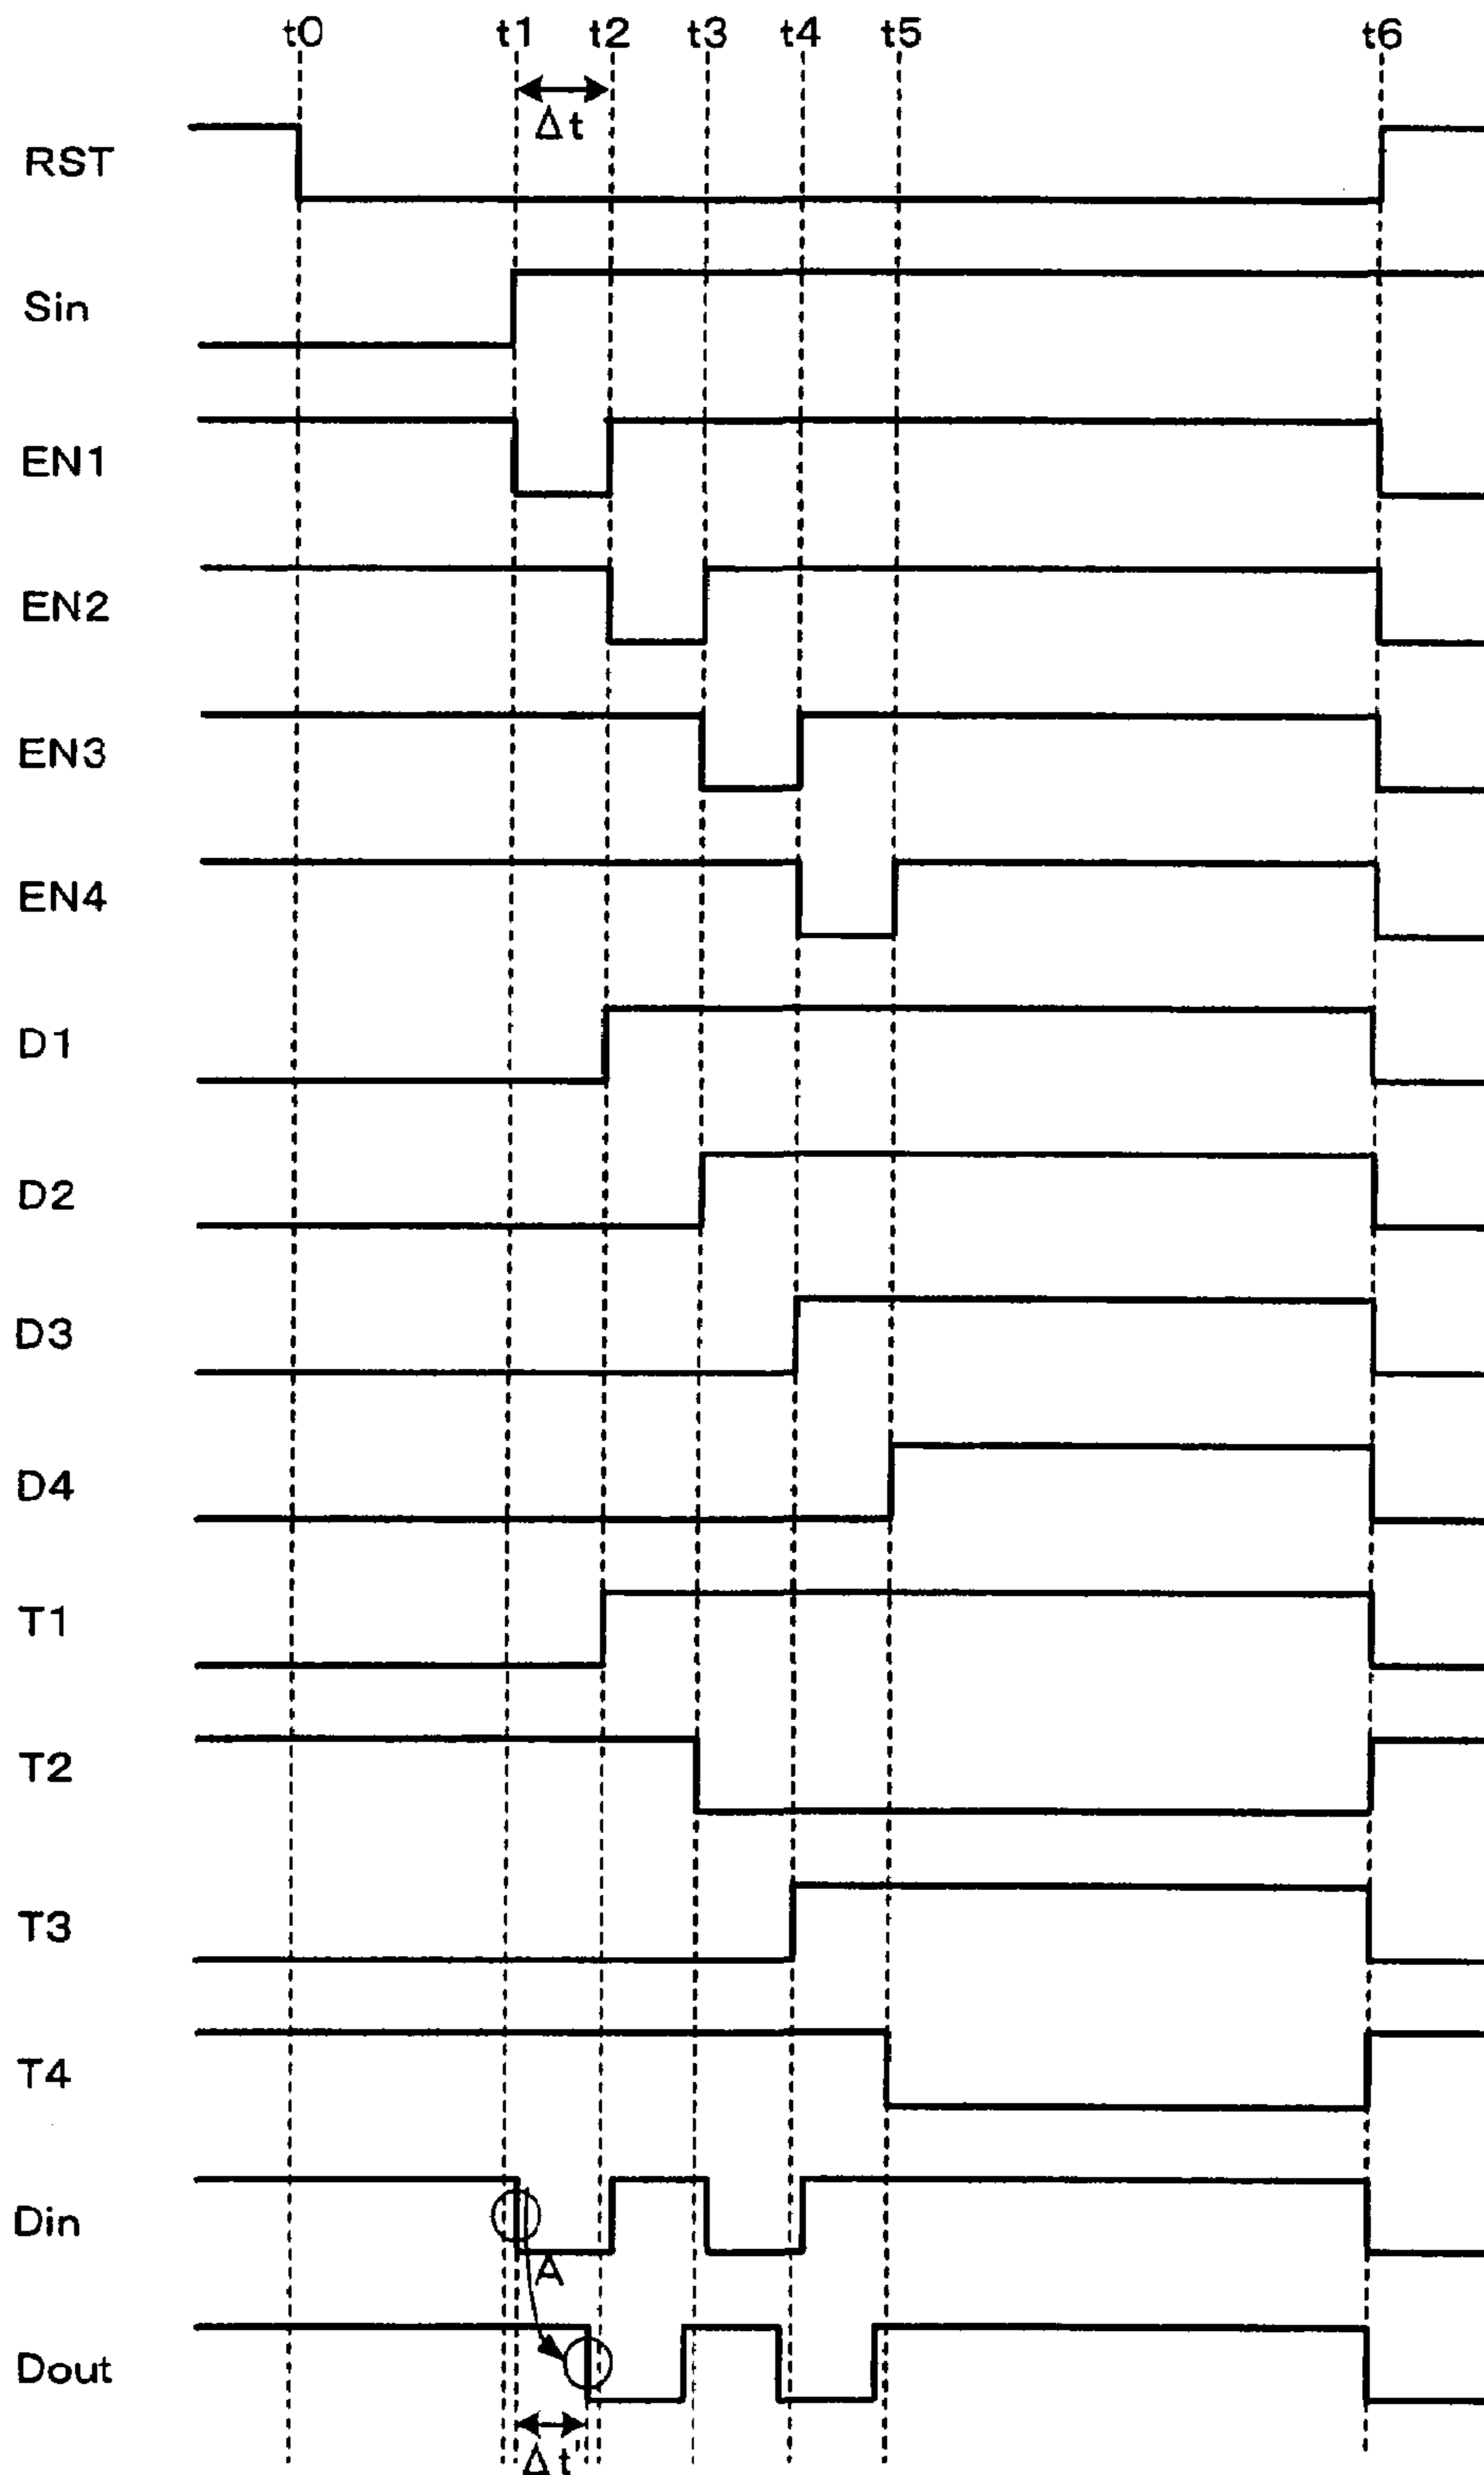 t0 t1 t2 t3 t4 t5 t6
Δt
RST
Sin
EN1
EN2
EN3
EN4
D1
D2
D3
D4
T1
T2
T3
T4
Din
A
Dout
Δt'